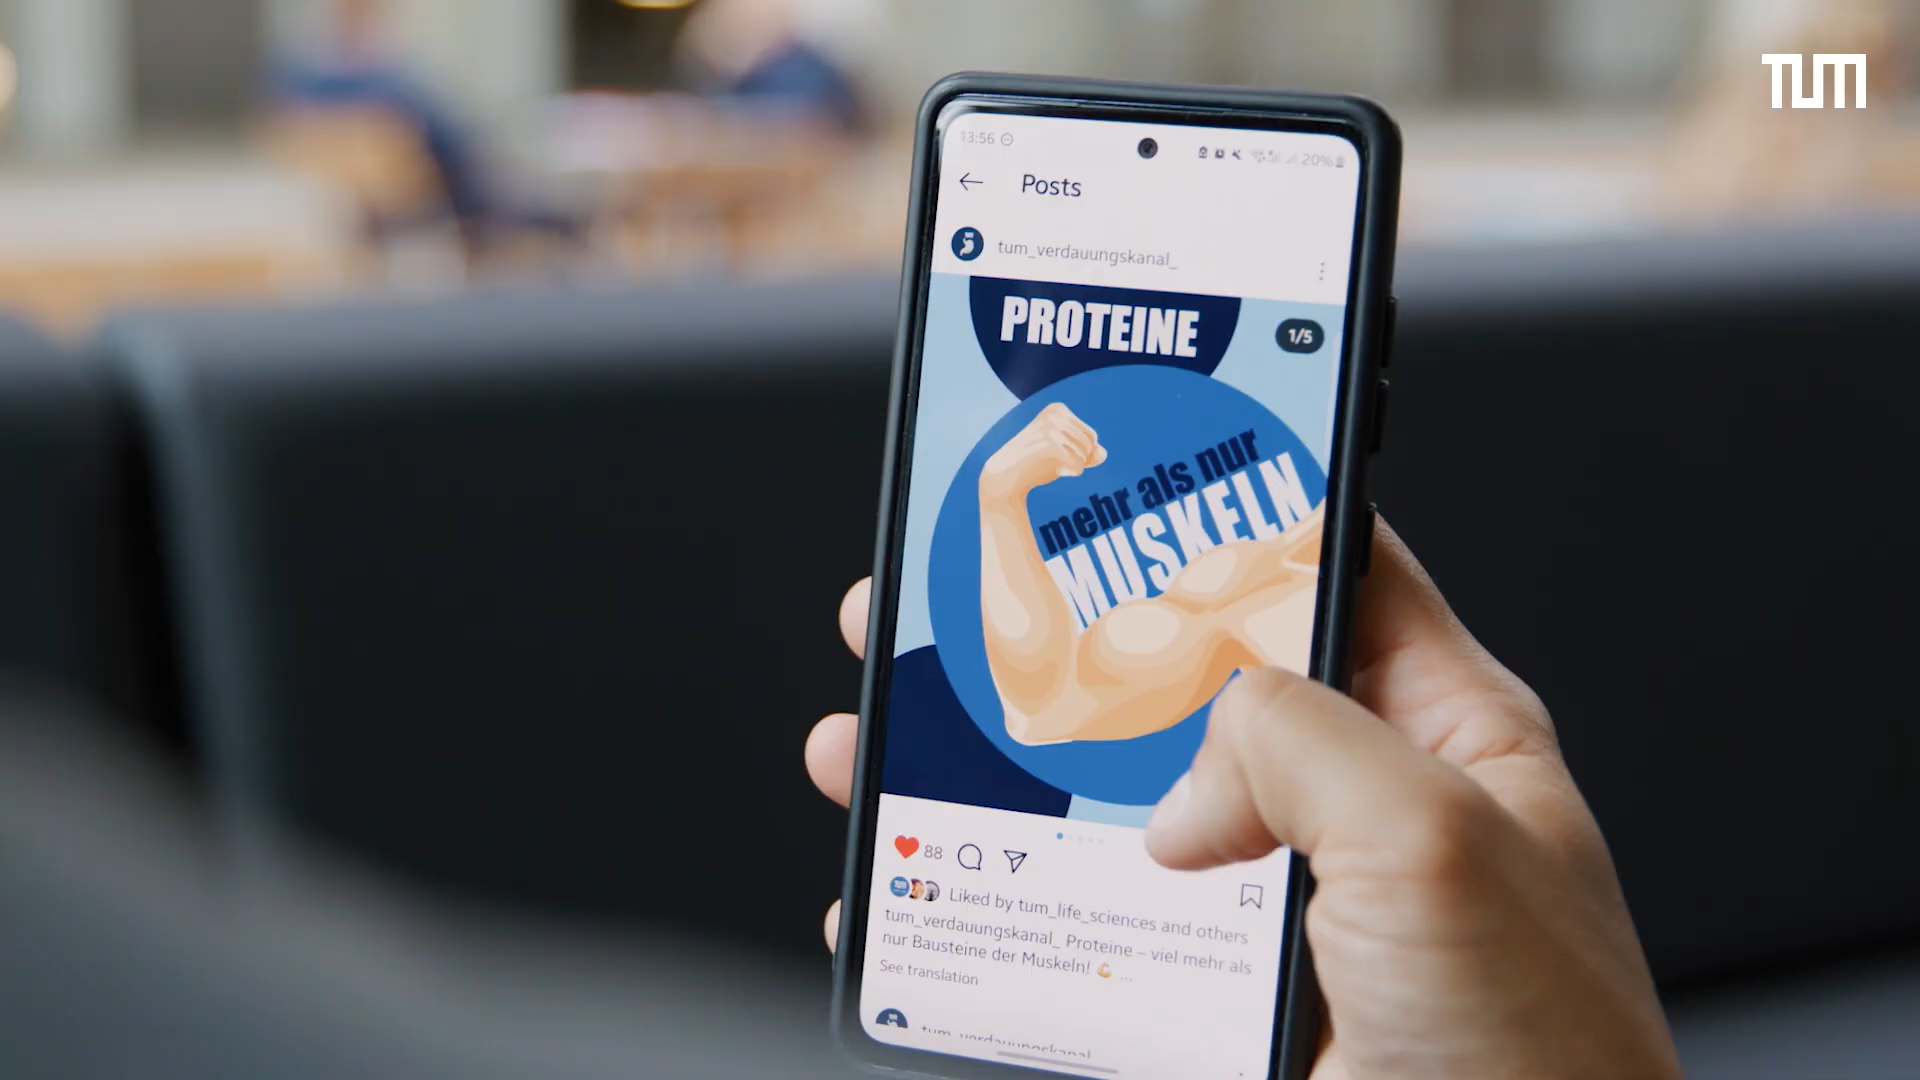 TUM
13:56
20%
Posts
tum_verdauungskanal_
PROTEINE
1/5
mehr als nur
MUSKELN
88
Liked by tum_life_sciences and others
tum_verdauungskanal_ Proteine – viel mehr als
nur Bausteine der Muskeln! 💪 ...
See translation
tum_verdauungskanal_